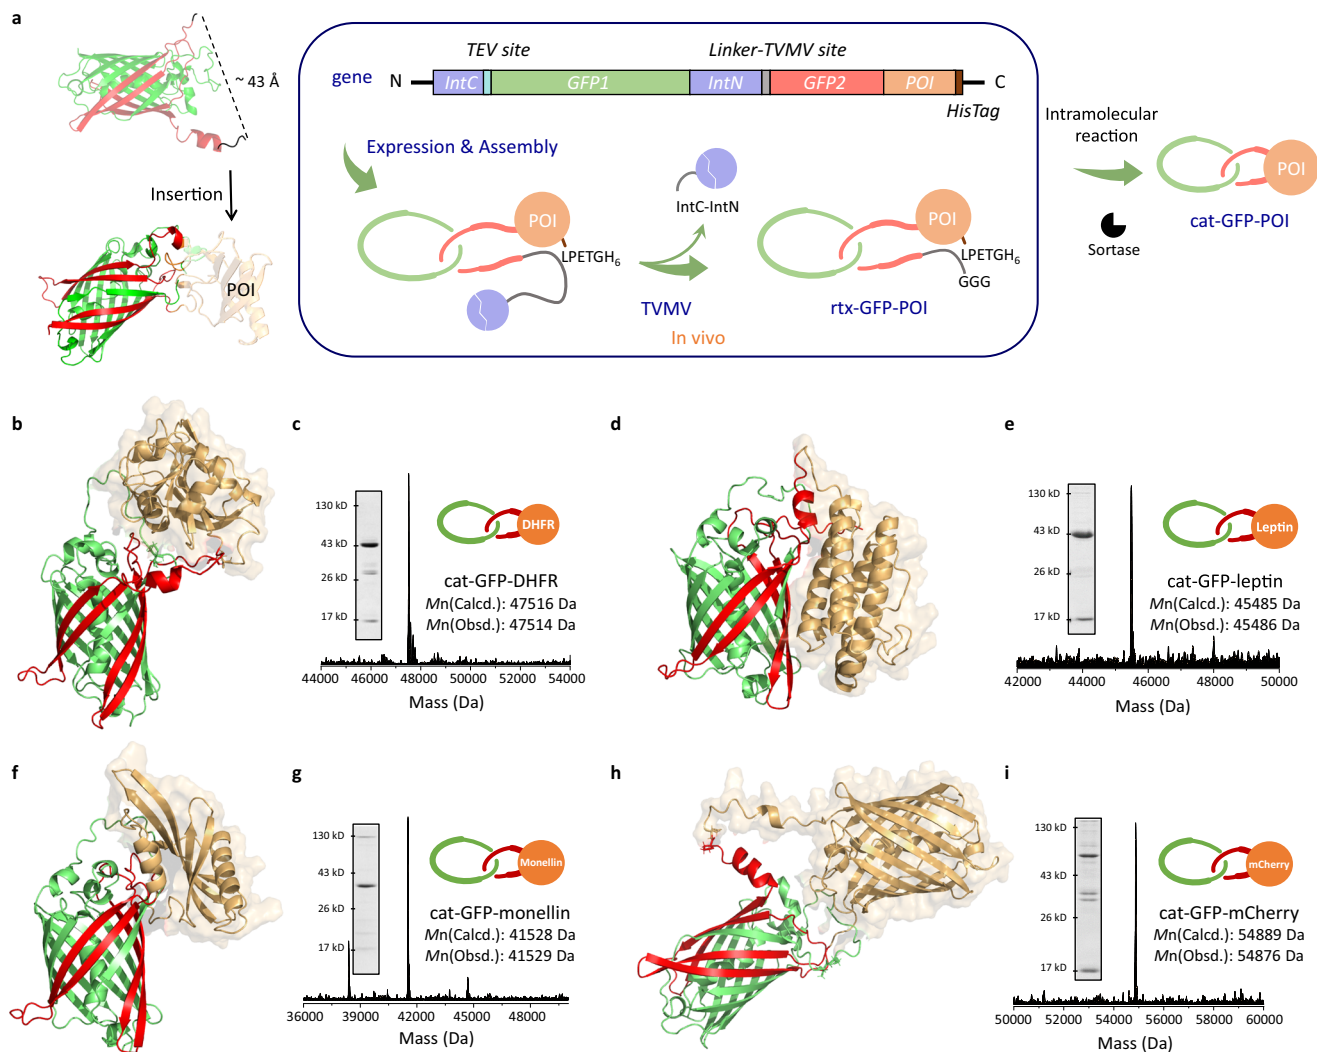 a
~ 43 Å
Insertion
POI
TEV site
Linker-TVMV site
gene
N
IntC
GFP1
IntN
GFP2
POI
C
HisTag
Expression & Assembly
POI
LPETGH6
IntC-IntN
TVMV
In vivo
POI
LPETGH6
GGG
rtx-GFP-POI
Intramolecular
reaction
Sortase
POI
cat-GFP-POI
b
c
130 kD
43 kD
26 kD
17 kD
DHFR
cat-GFP-DHFR
Mn(Calcd.): 47516 Da
Mn(Obsd.): 47514 Da
44000 46000 48000 50000 52000 54000
Mass (Da)
d
e
130 kD
43 kD
26 kD
17 kD
Leptin
cat-GFP-leptin
Mn(Calcd.): 45485 Da
Mn(Obsd.): 45486 Da
42000 44000 46000 48000 50000
Mass (Da)
f
g
130 kD
43 kD
26 kD
17 kD
Monellin
cat-GFP-monellin
Mn(Calcd.): 41528 Da
Mn(Obsd.): 41529 Da
36000 39000 42000 45000 48000
Mass (Da)
h
i
130 kD
43 kD
26 kD
17 kD
mCherry
cat-GFP-mCherry
Mn(Calcd.): 54889 Da
Mn(Obsd.): 54876 Da
50000 52000 54000 56000 58000 60000
Mass (Da)